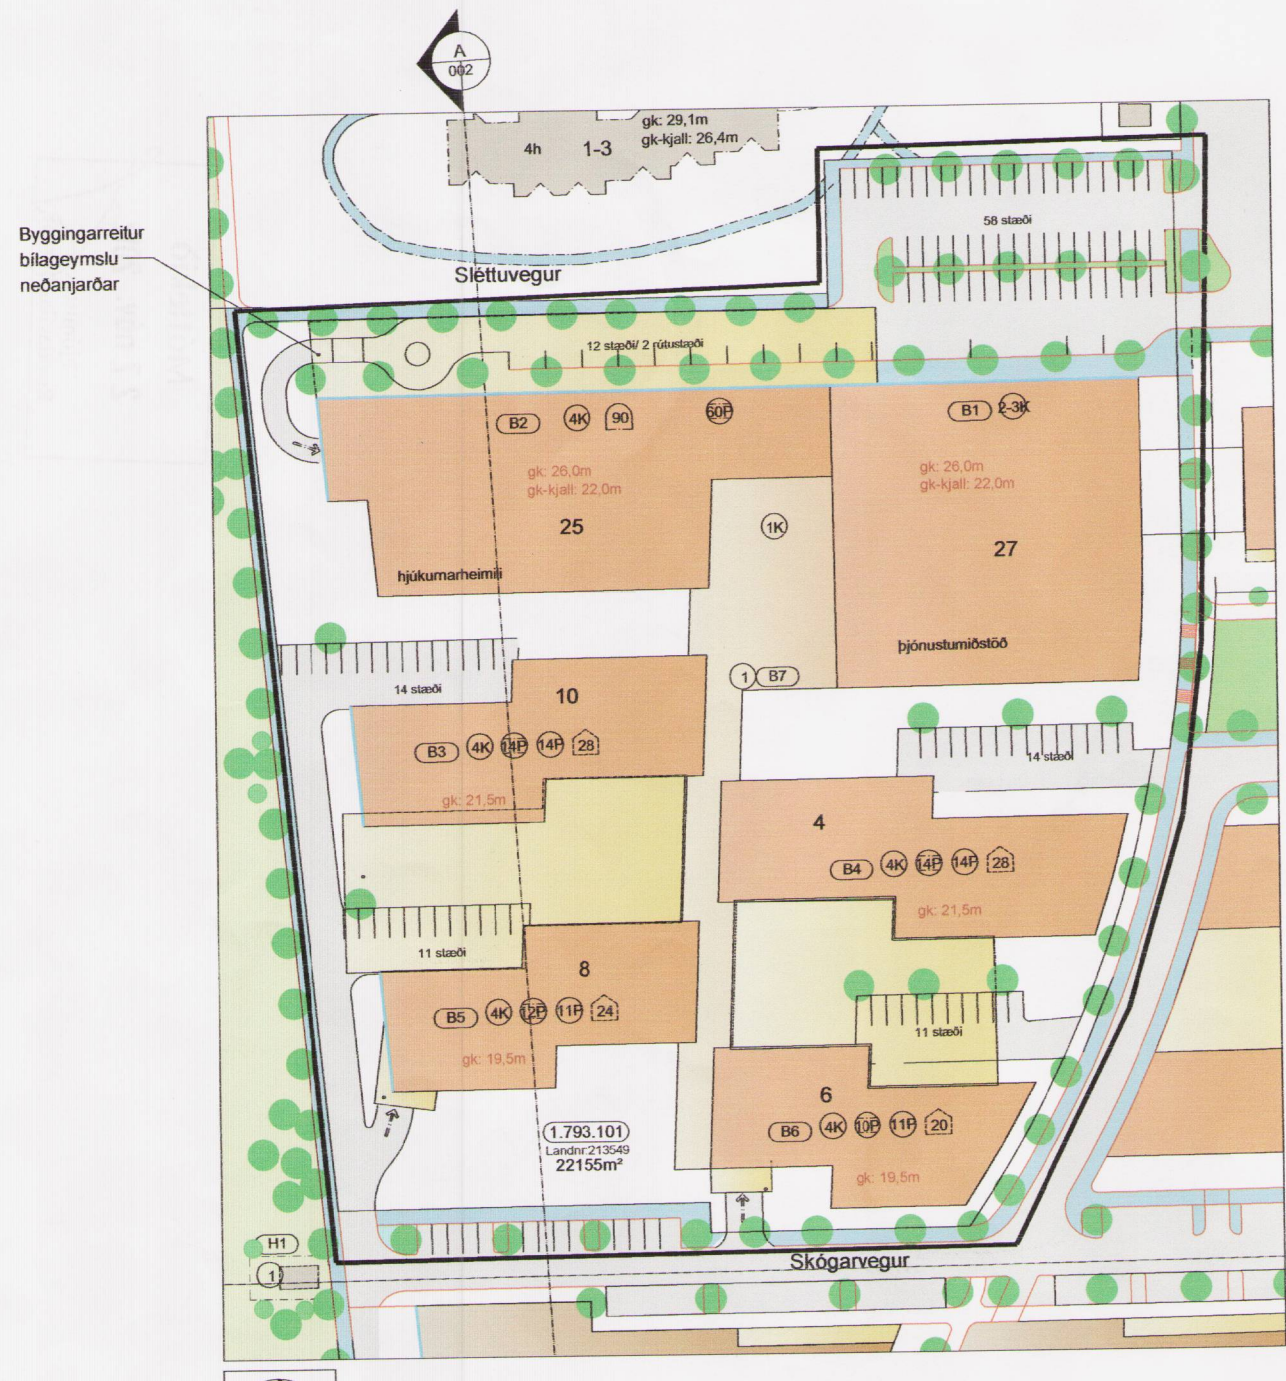 A
002
gk: 29,1m
gk-kjall: 26,4m
4h
1-3
Byggingarreitur
bílageymslu
neðanjarðar
58 stæði
Sléttuvegur
12 stæði/ 2 rútustæði
B2
4K
90
60P
B1
2-3K
gk: 26,0m
gk-kjall: 22,0m
gk: 26,0m
gk-kjall: 22,0m
25
1K
27
hjúkumarheimili
þjónustumiðstöð
1
B7
14 stæði
10
B3
4K
14P
14P
28
14 stæði
gk: 21,5m
4
B4
4K
14P
14P
28
gk: 21,5m
11 stæði
8
B5
4K
12P
11P
24
11 stæði
gk: 19,5m
6
B6
4K
10P
11P
20
1.793.101
Landnr:213549
22155m²
gk: 19,5m
H1
1
Skógarvegur